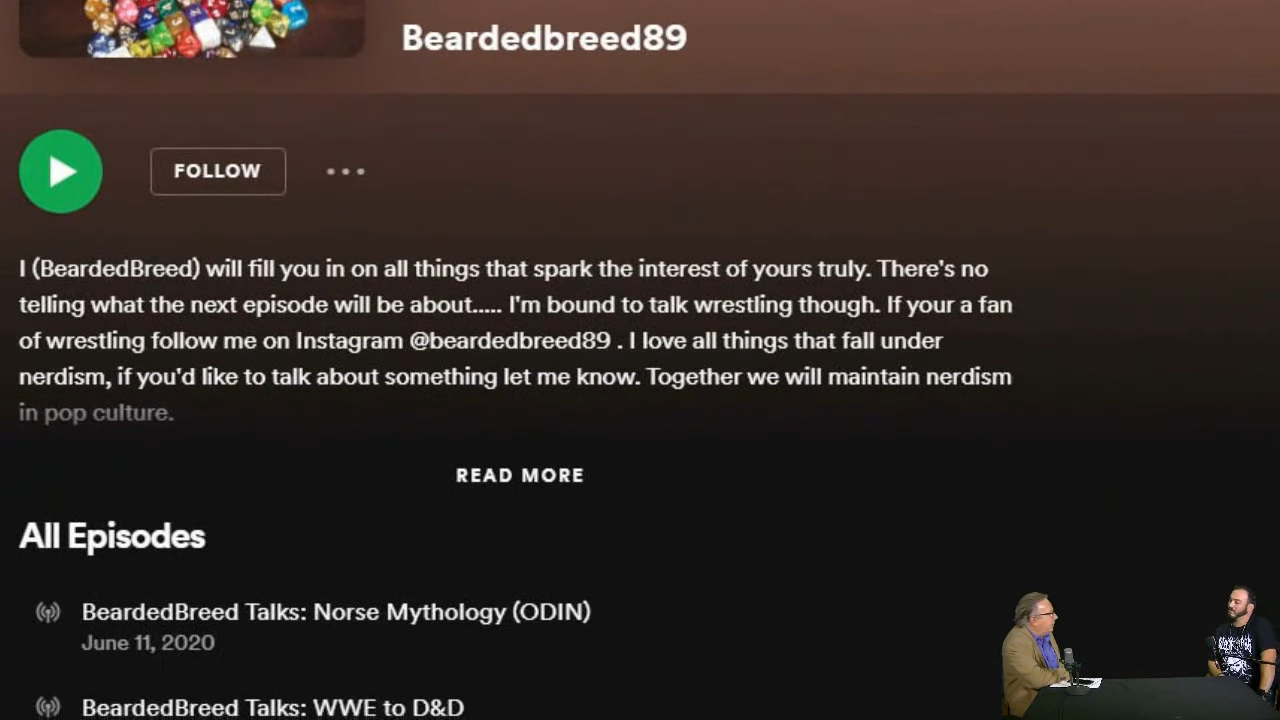 Beardedbreed89
FOLLOW
I (BeardedBreed) will fill you in on all things that spark the interest of yours truly. There's no
telling what the next episode will be about..... I'm bound to talk wrestling though. If your a fan
of wrestling follow me on Instagram @beardedbreed89 . I love all things that fall under
nerdism, if you'd like to talk about something let me know. Together we will maintain nerdism
in pop culture.
READ MORE
All Episodes
BeardedBreed Talks: Norse Mythology (ODIN)
June 11, 2020
BeardedBreed Talks: WWE to D&D